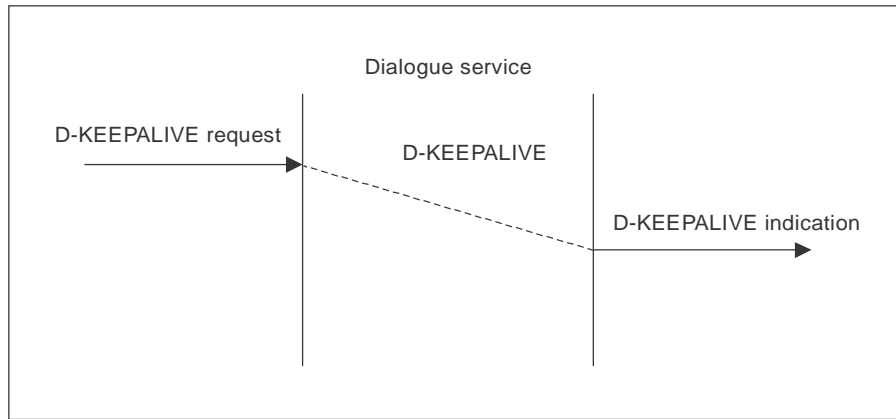 Dialogue service
D-KEEPALIVE request
D-KEEPALIVE
D-KEEPALIVE indication